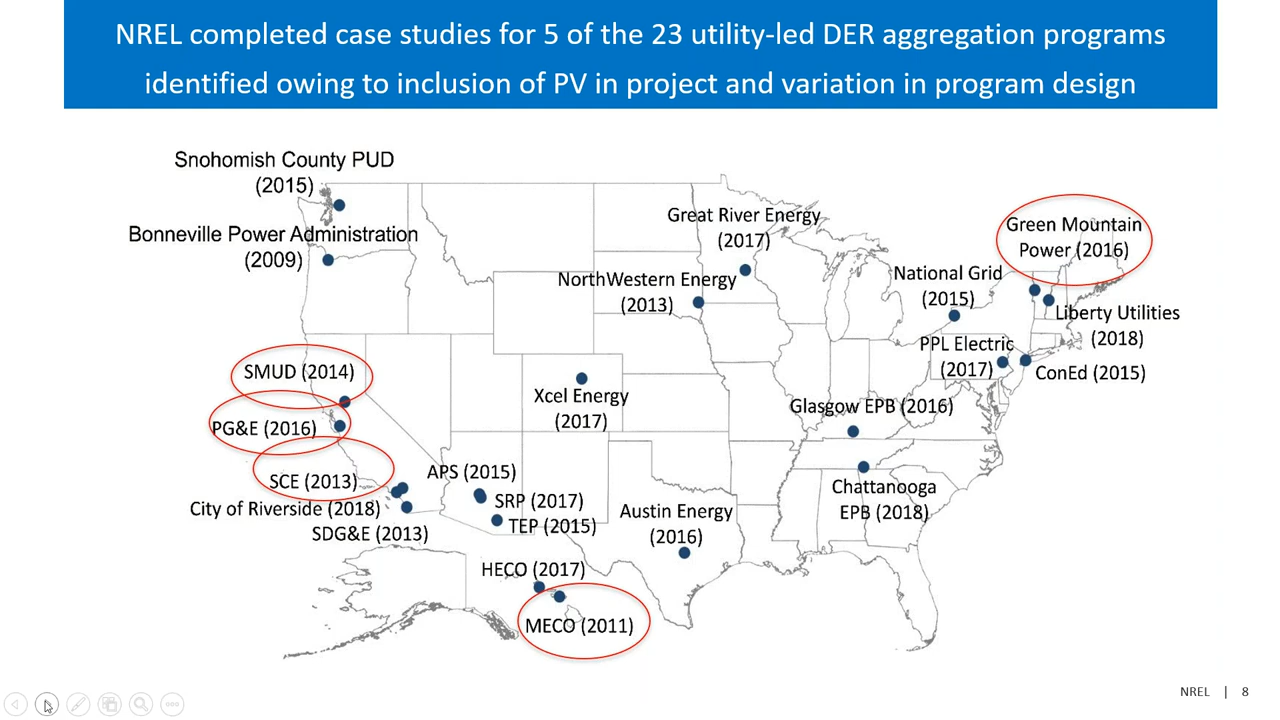 NREL completed case studies for 5 of the 23 utility-led DER aggregation programs
identified owing to inclusion of PV in project and variation in program design
Snohomish County PUD
(2015)
Bonneville Power Administration
(2009)
Great River Energy
(2017)
Green Mountain
Power (2016)
NorthWestern Energy
(2013)
National Grid
(2015)
Liberty Utilities
(2018)
PPL Electric
(2017)
ConEd (2015)
SMUD (2014)
Xcel Energy
(2017)
Glasgow EPB (2016)
PG&E (2016)
SCE (2013)
APS (2015)
City of Riverside (2018)
SRP (2017)
SDG&E (2013)
TEP (2015)
Austin Energy
(2016)
Chattanooga
EPB (2018)
HECO (2017)
MECO (2011)
NREL | 8